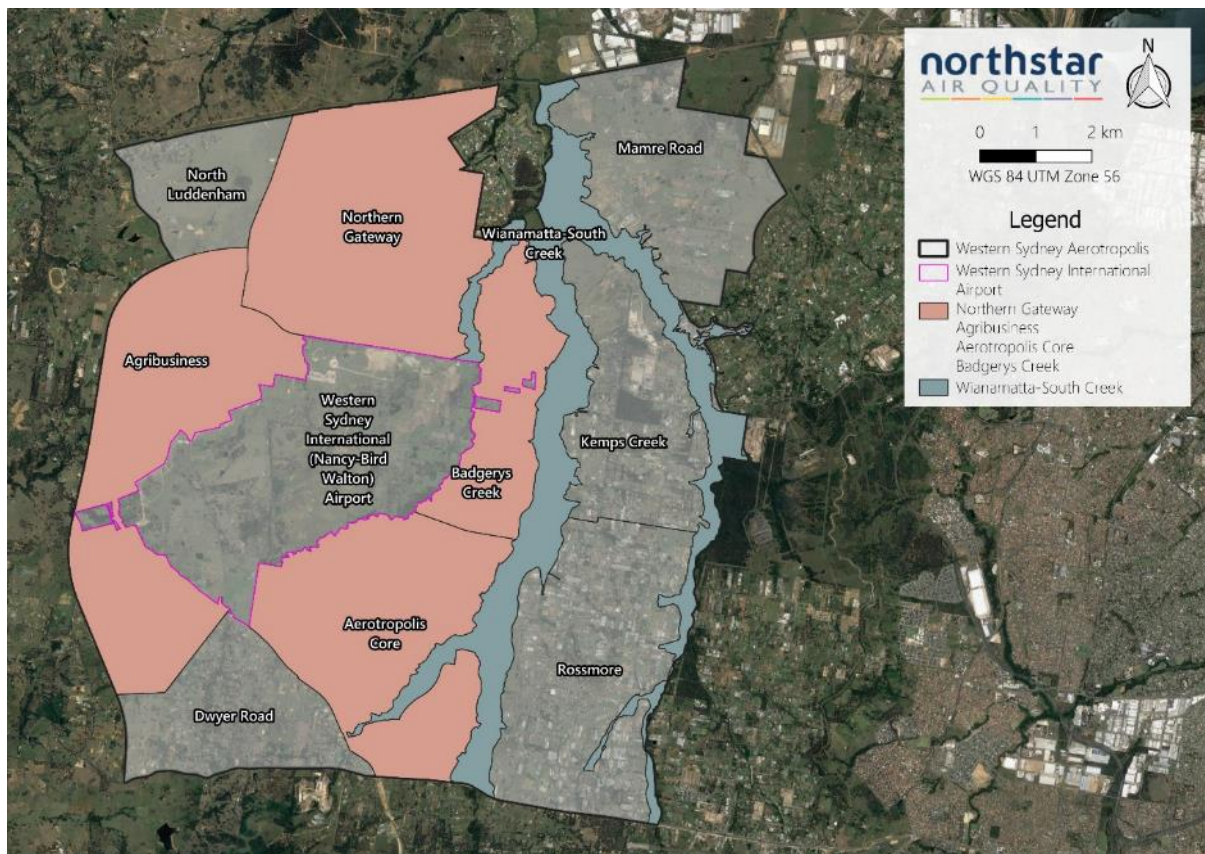 northstar
AIR QUALITY
N
0 1 2 km
WGS 84 UTM Zone 56
Legend
Western Sydney Aerotropolis
Western Sydney International
Airport
Northern Gateway
Agribusiness
Aerotropolis Core
Badgerys Creek
Wianamatta-South Creek
Mamre Road
North
Luddenham
Northern
Gateway
Wianamatta-South
Creek
Agribusiness
Western
Sydney
International
(Nancy-Bird
Walton)
Airport
Kemps Creek
Badgerys
Creek
Aerotropolis
Core
Rossmore
Dwyer Road